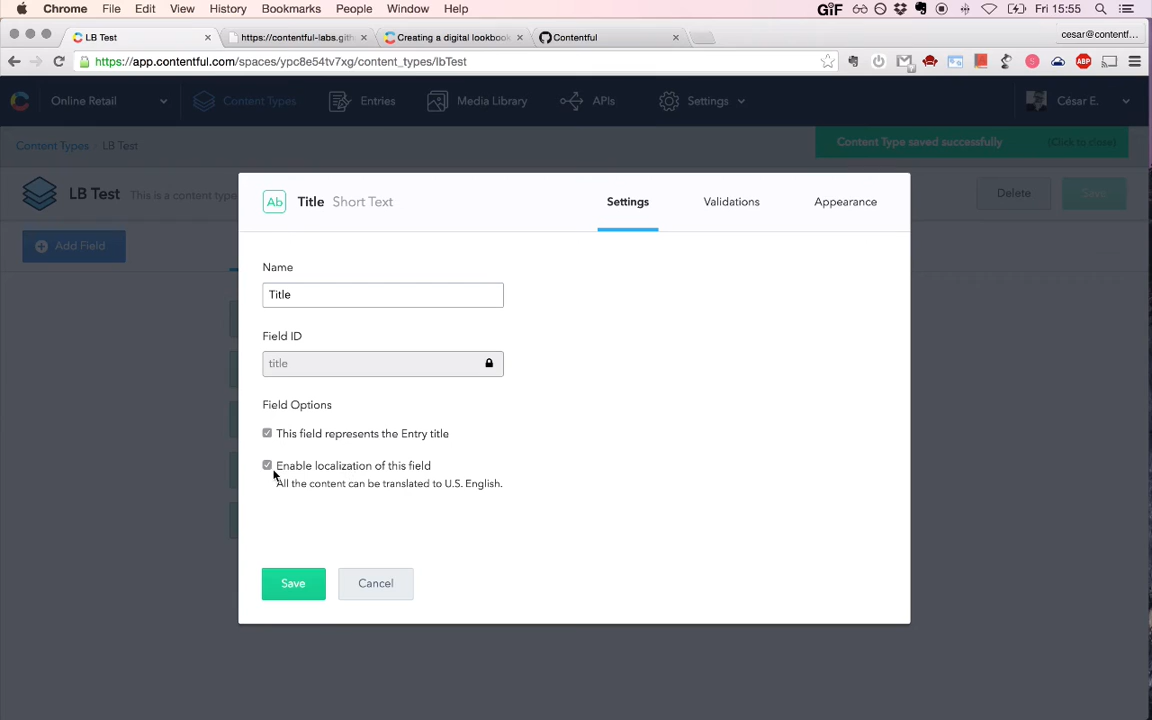 Chrome File Edit View History Bookmarks People Window Help GIF Fri 15:55
LB Test https://contentful-labs.gith Creating a digital lookbook Contentful cesar@contentf...
https://app.contentful.com/spaces/ypc8e54tv7xg/content_types/lbTest
Online Retail Content Types Entries Media Library APIs Settings César E.
Content Types / LB Test Content Type saved successfully (Click to close)
LB Test This is a content type Delete Save
Add Field
Ab Title Short Text Settings Validations Appearance
Name
Title
Field ID
title
Field Options
This field represents the Entry title
Enable localization of this field
All the content can be translated to U.S. English.
Save Cancel